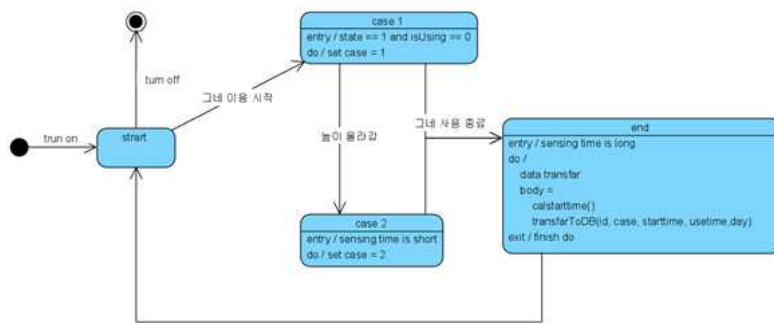 case 1
entry / state == 1 and isUsing == 0
do / set case = 1
turn off
그네 이용 시작
trun on
strart
높이 올라감
그네 사용 종료
end
entry / sensing time is long
do /
data transfar
body =
calstarttime()
transfarToDB(id, case, starttime, usetime,day)
exit / finish do
case 2
entry / sensing time is short
do / set case = 2